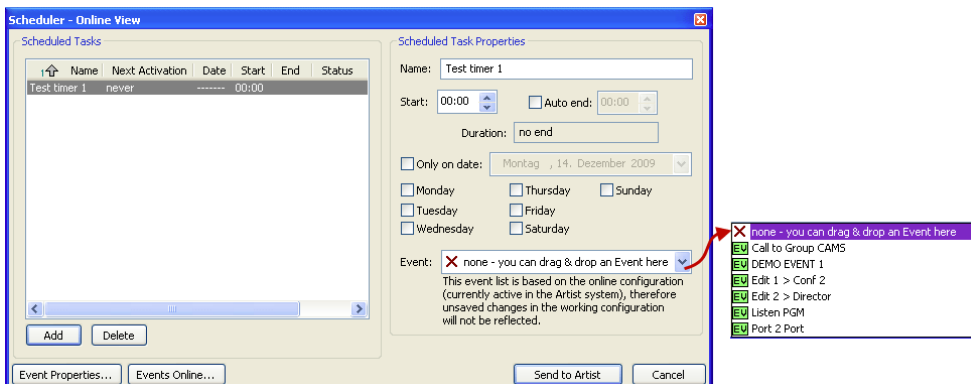 Scheduler - Online View
Scheduled Tasks
1 Name Next Activation Date Start End Status
Test timer 1 never ------- 00:00
Add Delete
Event Properties... Events Online...
Scheduled Task Properties
Name: Test timer 1
Start: 00:00 Auto end: 00:00
Duration: no end
Only on date: Montag , 14. Dezember 2009
Monday Thursday Sunday
Tuesday Friday
Wednesday Saturday
Event: none - you can drag & drop an Event here
This event list is based on the online configuration
(currently active in the Artist system), therefore
unsaved changes in the working configuration
will not be reflected.
Send to Artist Cancel
none - you can drag & drop an Event here
EV Call to Group CAMS
EV DEMO EVENT 1
EV Edit 1 > Conf 2
EV Edit 2 > Director
EV Listen PGM
EV Port 2 Port